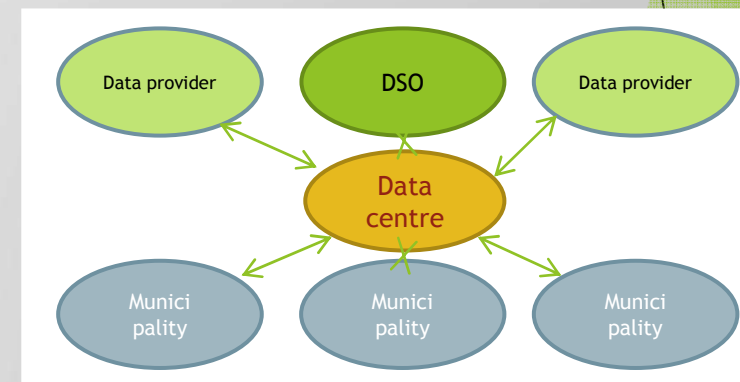 Data provider
DSO
Data provider
Data
centre
Munici
pality
Munici
pality
Munici
pality